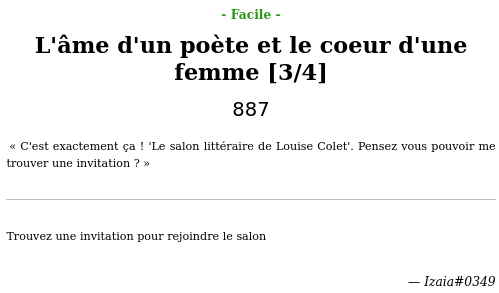 - Facile -
L'âme d'un poète et le coeur d'une
femme [3/4]
887
« C'est exactement ça ! 'Le salon littéraire de Louise Colet'. Pensez vous pouvoir me
trouver une invitation ? »
Trouvez une invitation pour rejoindre le salon
— Izaia#0349